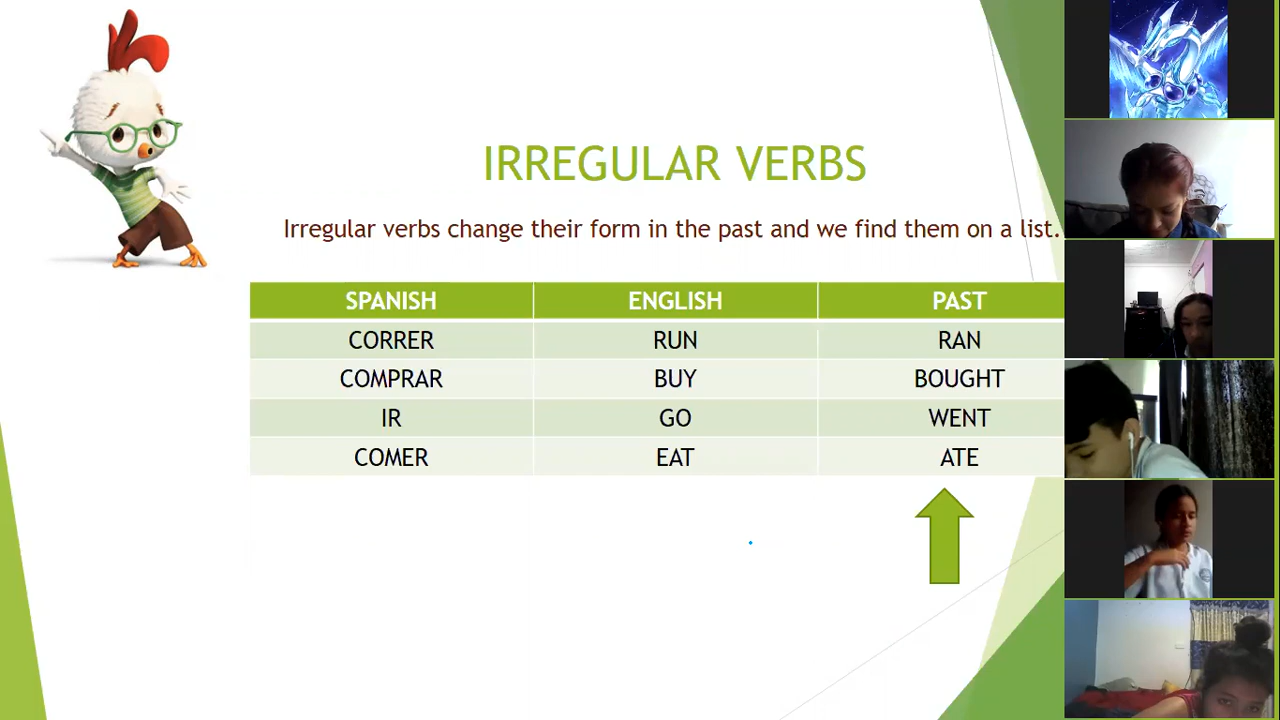 IRREGULAR VERBS
Irregular verbs change their form in the past and we find them on a list.
SPANISH ENGLISH PAST
CORRER RUN RAN
COMPRAR BUY BOUGHT
IR GO WENT
COMER EAT ATE